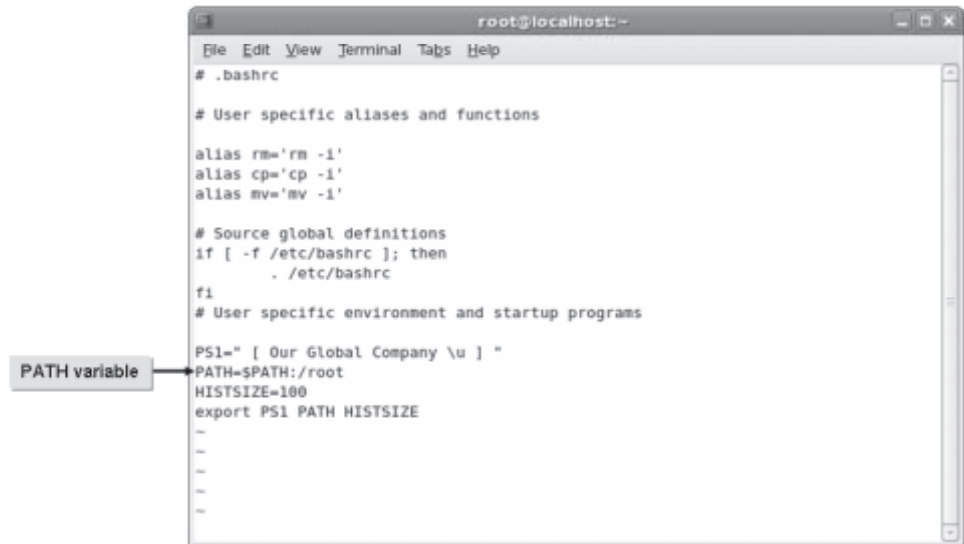 root@localhost:~
File Edit View Terminal Tabs Help
# .bashrc
# User specific aliases and functions
alias rm='rm -i'
alias cp='cp -i'
alias mv='mv -i'
# Source global definitions
if [ -f /etc/bashrc ]; then
        . /etc/bashrc
fi
# User specific environment and startup programs
PS1=" [ Our Global Company \u ] "
PATH variable
PATH=$PATH:/root
HISTSIZE=100
export PS1 PATH HISTSIZE
~
~
~
~
~